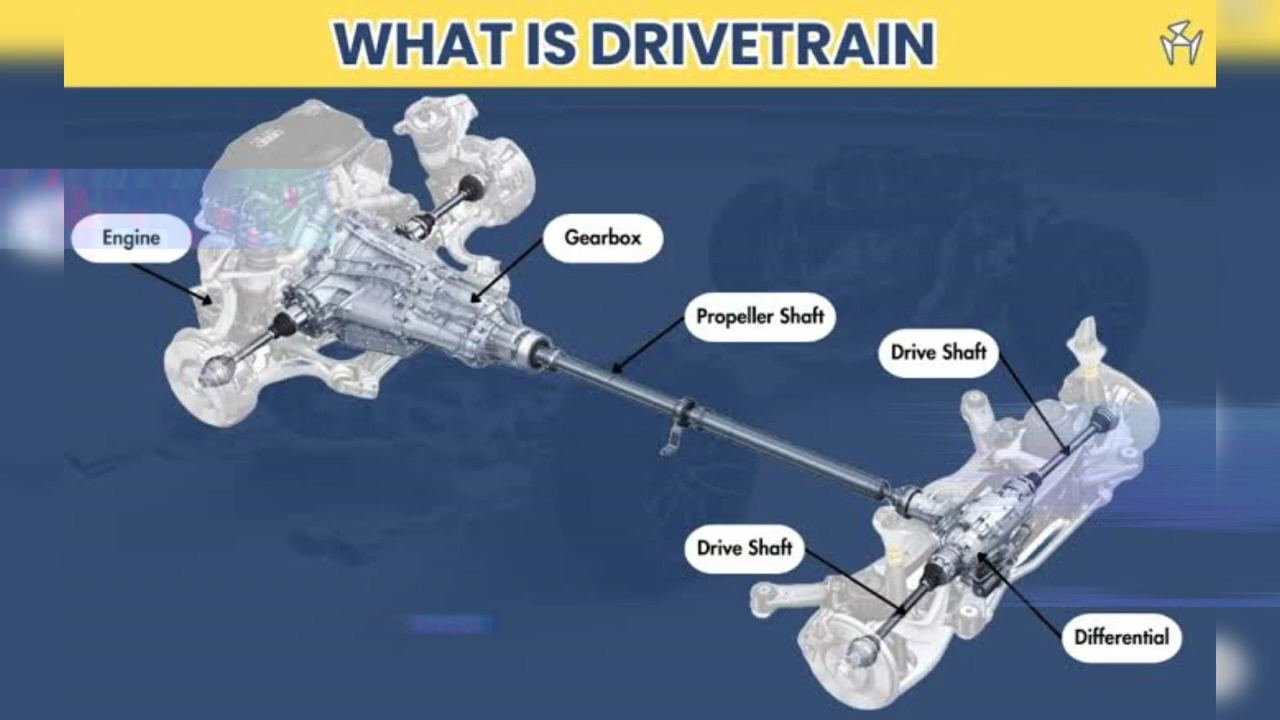 WHAT IS DRIVETRAIN
Engine
Gearbox
Propeller Shaft
Drive Shaft
Drive Shaft
Differential